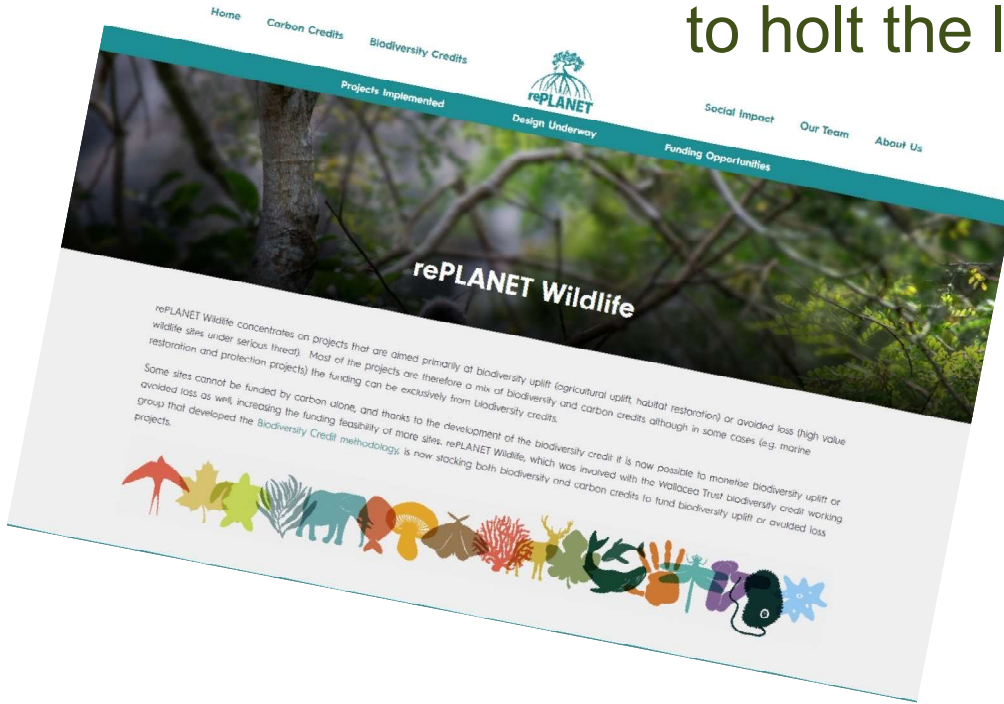 to holt the l
Home Carbon Credits Biodiversity Credits
rePLANET
Social Impact Our Team About Us
Projects Implemented Design Underway Funding Opportunities
rePLANET Wildlife
rePLANET Wildlife concentrates on projects that are aimed primarily at biodiversity uplift (agricultural uplift, habitat restoration) or avoided loss (high value
wildlife sites under serious threat). Most of the projects are therefore a mix of biodiversity and carbon credits although in some cases (e.g. marine
restoration and protection projects) the funding can be exclusively from biodiversity credits.
Some sites cannot be funded by carbon alone, and thanks to the development of the biodiversity credit it is now possible to monetise biodiversity uplift or
avoided loss as well, increasing the funding feasibility of more sites. rePLANET Wildlife, which was involved with the Wallacea Trust biodiversity credit working
group that developed the Biodiversity Credit methodology, is now stacking both biodiversity and carbon credits to fund biodiversity uplift or avoided loss
projects.